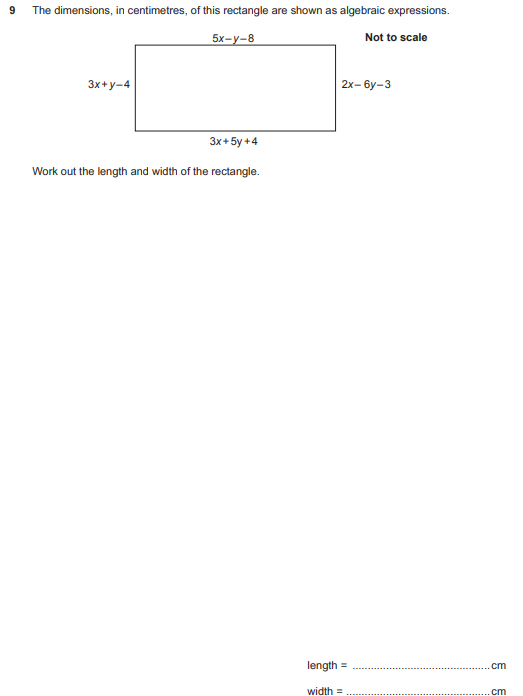 9 The dimensions, in centimetres, of this rectangle are shown as algebraic expressions.
5x–y–8
Not to scale
3x+y–4
2x–6y–3
3x+5y+4
Work out the length and width of the rectangle.
length = ............................................. cm
width = ............................................... cm